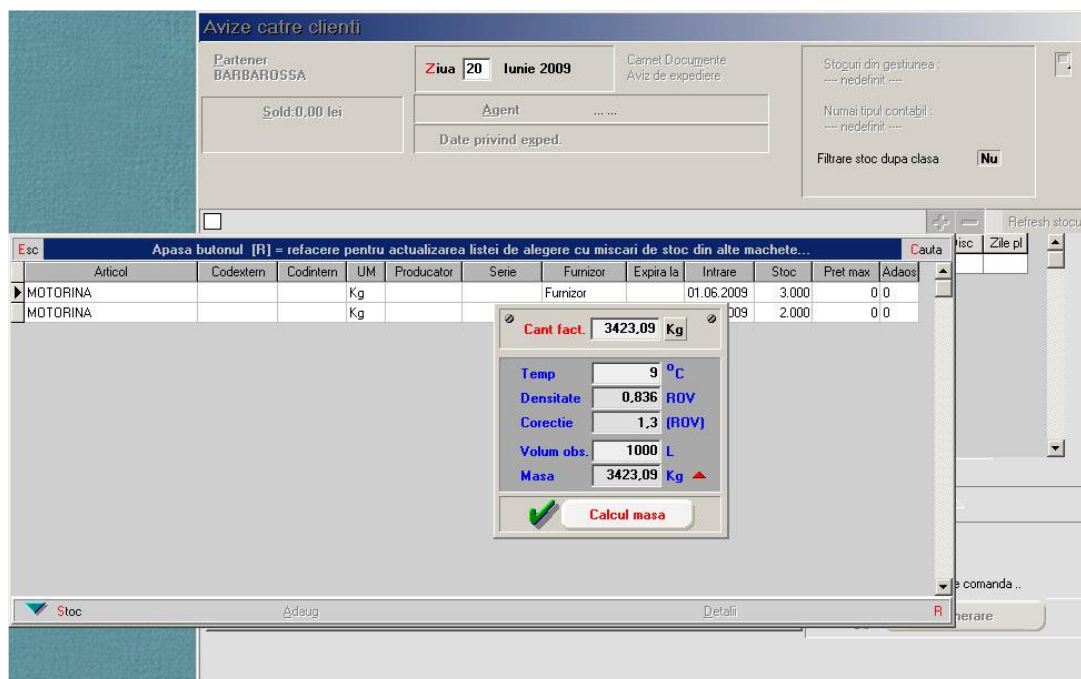 Avize catre clienti
Partener
BARBAROSSA
Ziua 20 Iunie 2009
Carnet Documente
Aviz de expediere
Stocuri din gestiunea :
---- nedefinit ----
Sold:0,00 lei
Agent ... ...
Numai tipul contabil :
---- nedefinit ----
Date privind exped.
Filtrare stoc dupa clasa Nu
Refresh stocu
Esc Apasa butonul [R] = refacere pentru actualizarea listei de alegere cu miscari de stoc din alte machete... Cauta
isc Zile pl
Articol Codextern Codintern UM Producator Serie Furnizor Expira la Intrare Stoc Pret max Adaos
MOTORINA Kg Furnizor 01.06.2009 3.000 0 0
MOTORINA Kg 009 2.000 0 0
Cant fact. 3423,09 Kg
Temp 9 °C
Densitate 0,836 ROV
Corectie 1,3 (ROV)
Volum obs. 1000 L
Masa 3423,09 Kg
Calcul masa
e comanda ..
Stoc Adaug Detalii R
nerare